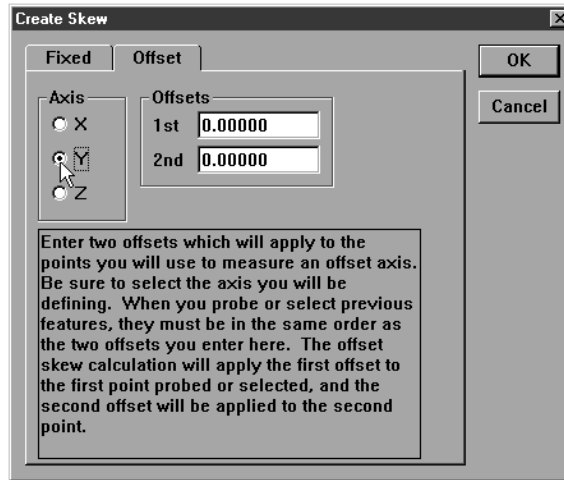 Create Skew
Fixed Offset
OK
Cancel
Axis
X
Y
Z
Offsets
1st 0.00000
2nd 0.00000
Enter two offsets which will apply to the
points you will use to measure an offset axis.
Be sure to select the axis you will be
defining. When you probe or select previous
features, they must be in the same order as
the two offsets you enter here. The offset
skew calculation will apply the first offset to
the first point probed or selected, and the
second offset will be applied to the second
point.